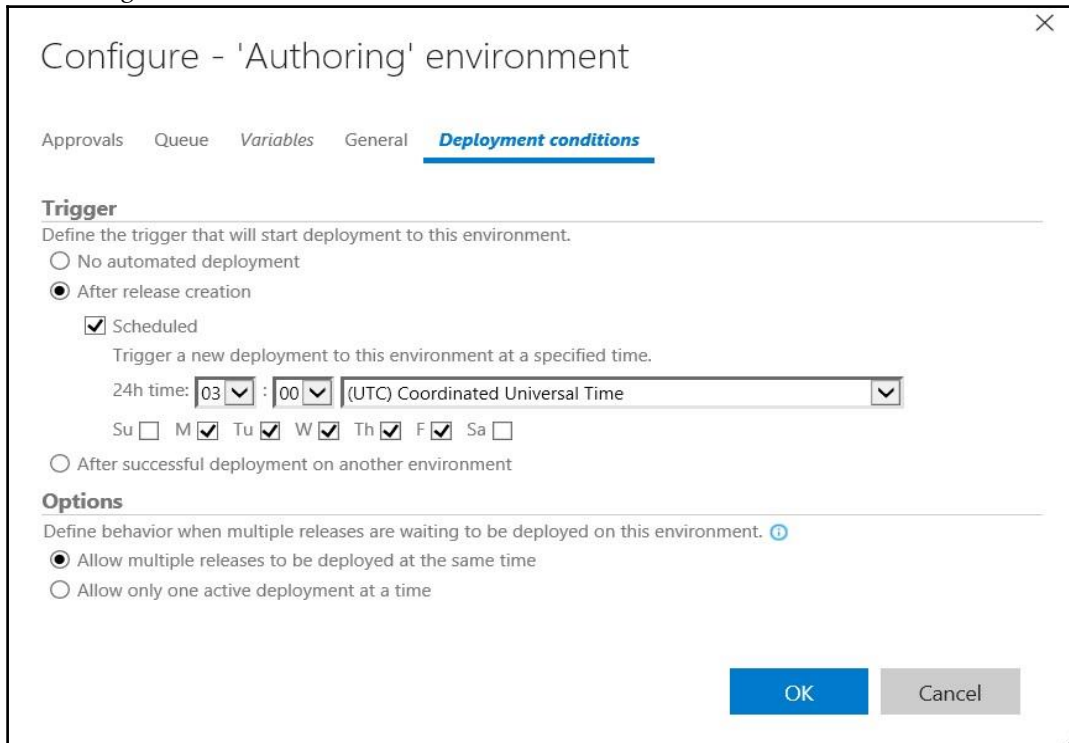 Configure - 'Authoring' environment
Approvals Queue Variables General Deployment conditions
Trigger
Define the trigger that will start deployment to this environment.
No automated deployment
After release creation
Scheduled
Trigger a new deployment to this environment at a specified time.
24h time: 03 : 00 (UTC) Coordinated Universal Time
Su M Tu W Th F Sa
After successful deployment on another environment
Options
Define behavior when multiple releases are waiting to be deployed on this environment.
Allow multiple releases to be deployed at the same time
Allow only one active deployment at a time
OK Cancel